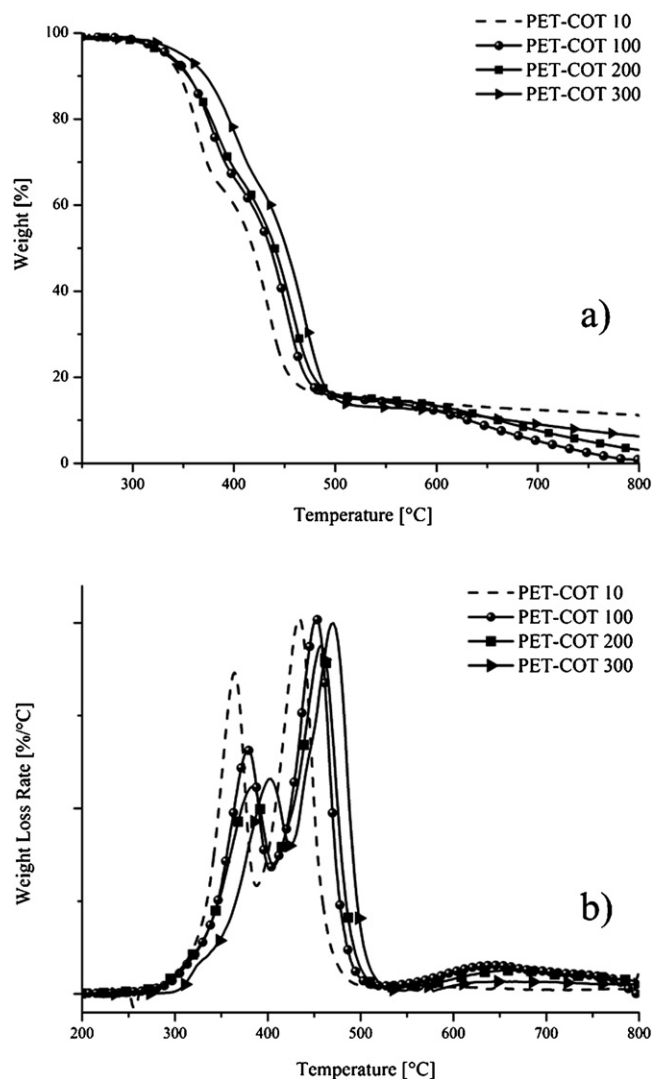 a)
PET-COT 10
PET-COT 100
PET-COT 200
PET-COT 300
Weight [%]
100
80
60
40
20
0
300 400 500 600 700 800
Temperature [°C]
b)
PET-COT 10
PET-COT 100
PET-COT 200
PET-COT 300
Weight Loss Rate [%/°C]
200 300 400 500 600 700 800
Temperature [°C]